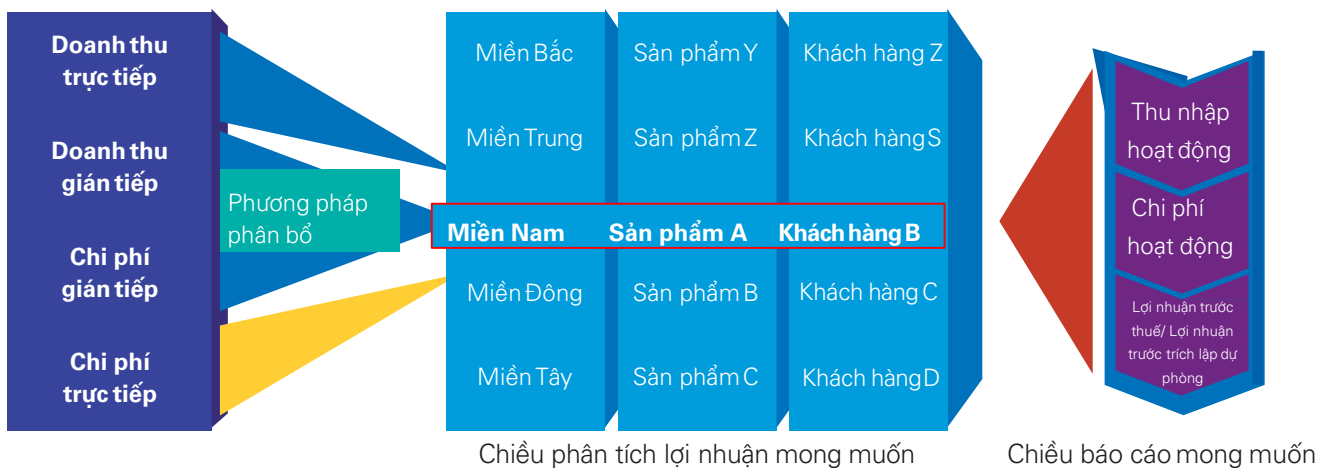 Doanh thu
trực tiếp
Doanh thu
gián tiếp
Chi phí
gián tiếp
Chi phí
trực tiếp
Phương pháp
phân bổ
Miền Bắc
Sản phẩm Y
Khách hàng Z
Miền Trung
Sản phẩm Z
Khách hàng S
Miền Nam
Sản phẩm A
Khách hàng B
Miền Đông
Sản phẩm B
Khách hàng C
Miền Tây
Sản phẩm C
Khách hàng D
Chiều phân tích lợi nhuận mong muốn
Thu nhập
hoạt động
Chi phí
hoạt động
Lợi nhuận trước
thuế/ Lợi nhuận
trước trích lập dự
phòng
Chiều báo cáo mong muốn